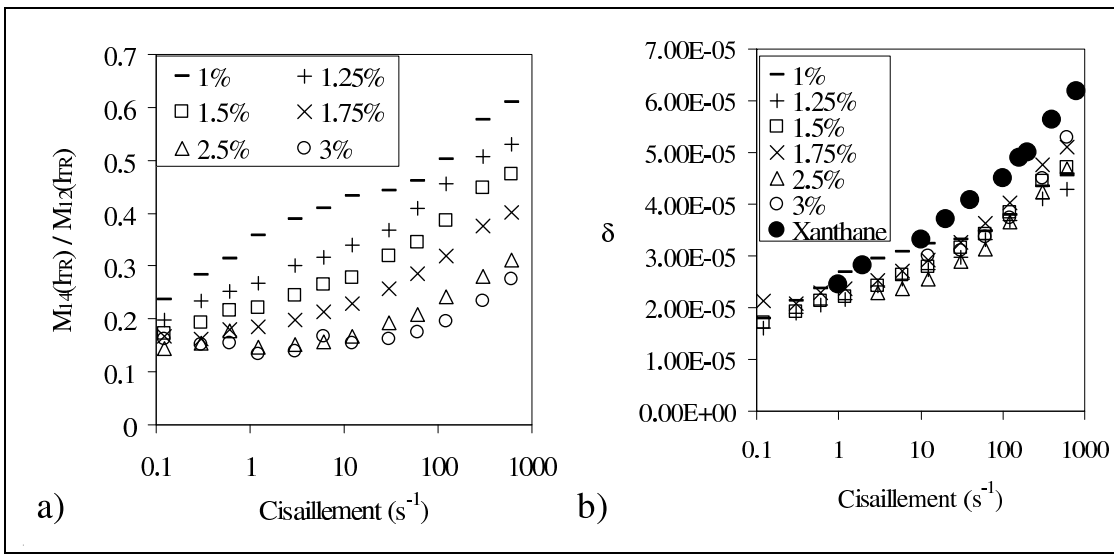 0.7
0.6
0.5
0.4
0.3
0.2
0.1
0
M14(hTR) / M12(hTR)
1% 1.25%
1.5% 1.75%
2.5% 3%
0.1 1 10 100 1000
Cisaillement (s-1)
a)
7.00E-05
6.00E-05
5.00E-05
4.00E-05
3.00E-05
2.00E-05
1.00E-05
0.00E+00
δ
1%
1.25%
1.5%
1.75%
2.5%
3%
Xanthane
0.1 1 10 100 1000
Cisaillement (s-1)
b)